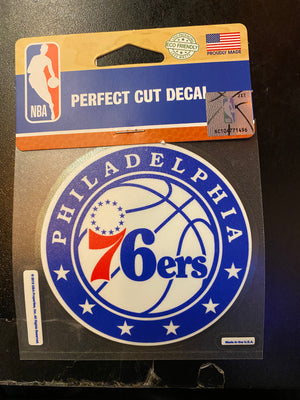 NBA
ECO FRIENDLY
PROUDLY MADE
PERFECT CUT DECAL
PHILADELPHIA
76ers
Made in the U.S.A.